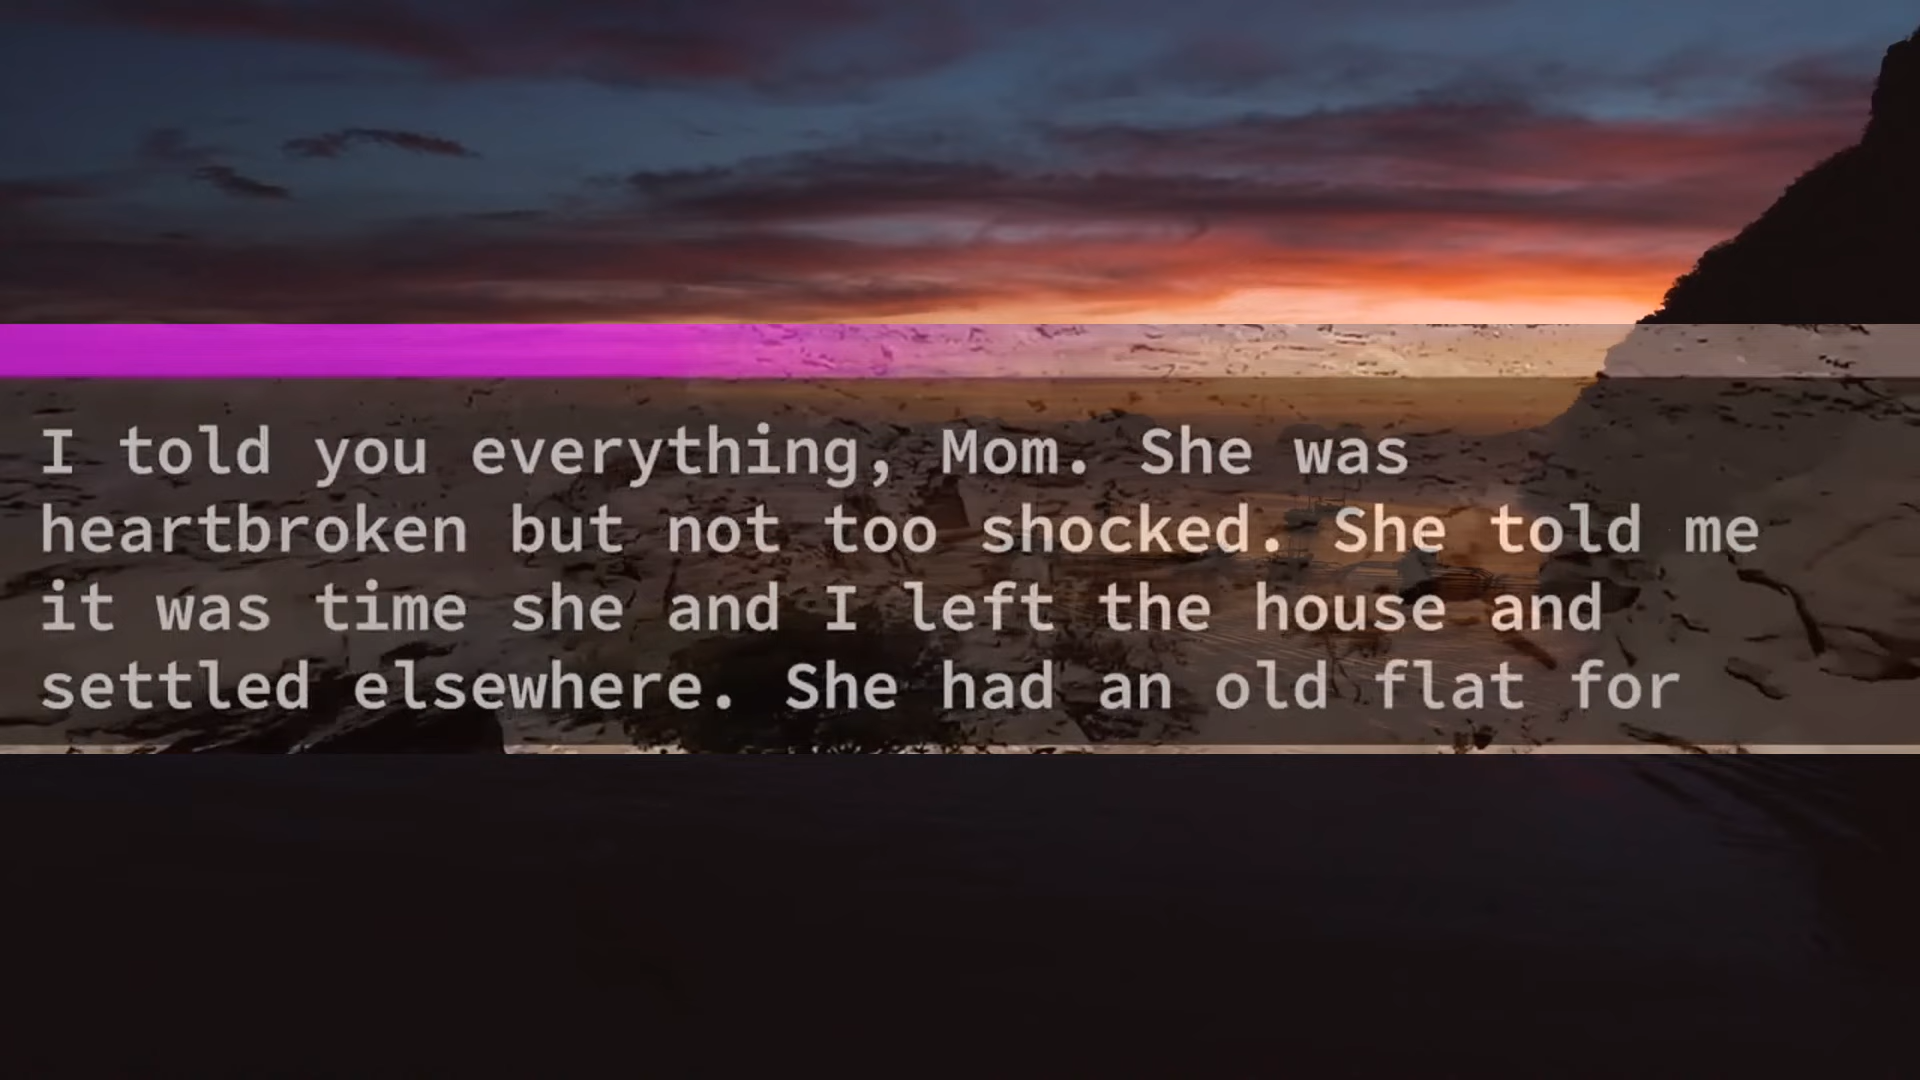 I told you everything, Mom. She was
heartbroken but not too shocked. She told me
it was time she and I left the house and
settled elsewhere. She had an old flat for